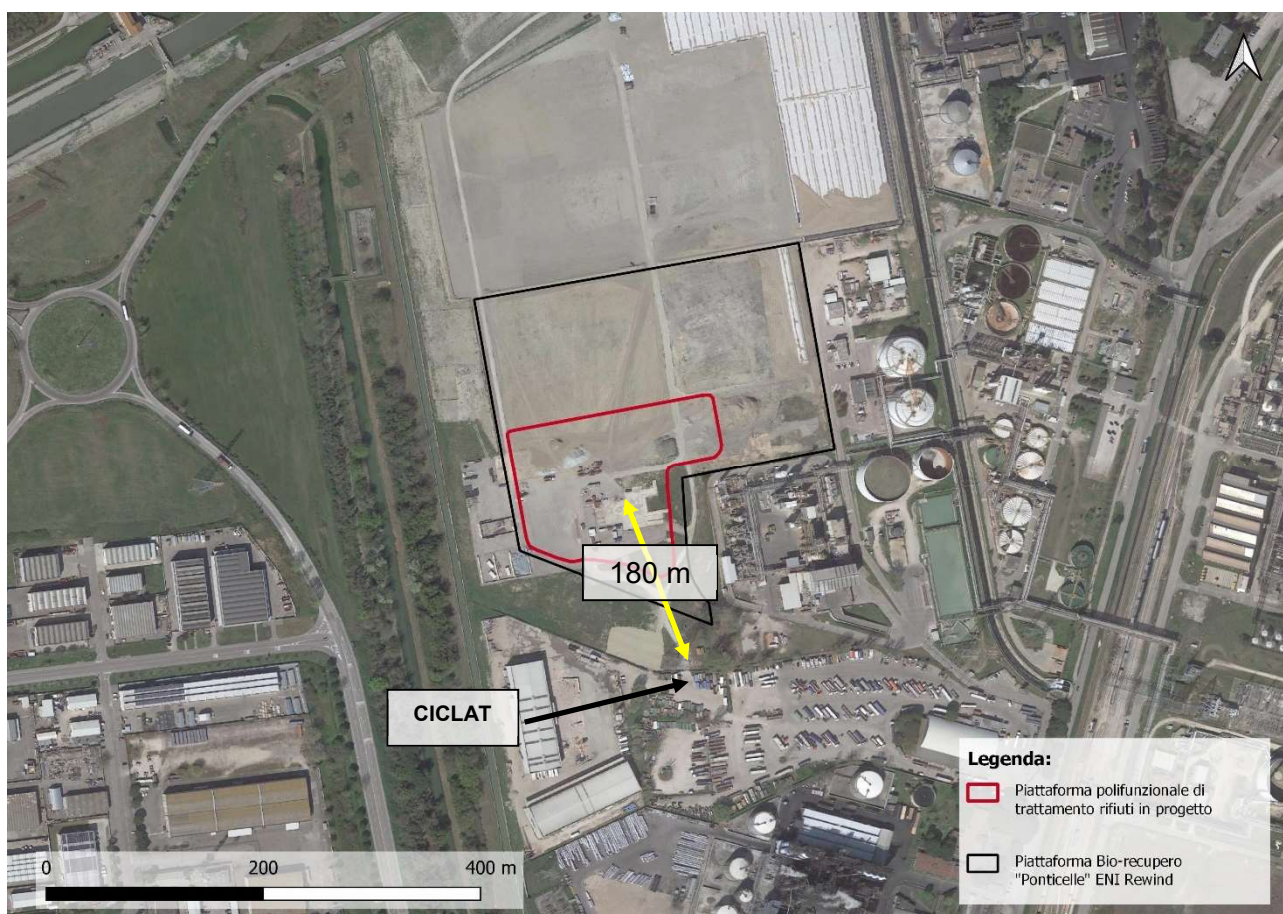 180 m
CICLAT
Legenda:
Piattaforma polifunzionale di
trattamento rifiuti in progetto
Piattaforma Bio-recupero
"Ponticelle" ENI Rewind
0 200 400 m